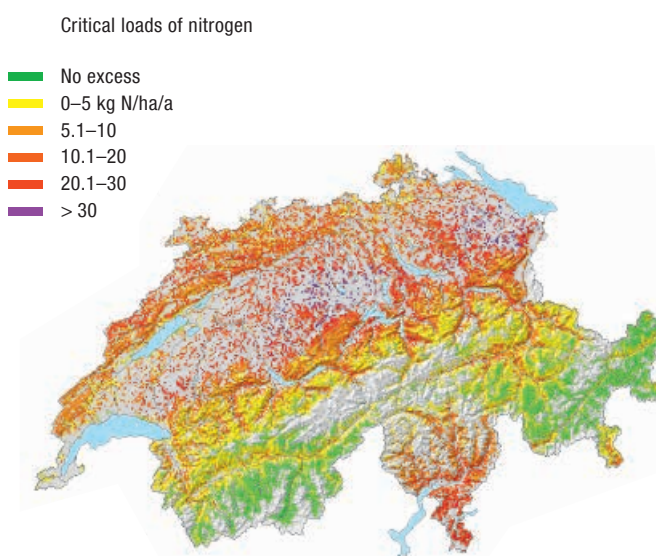 Critical loads of nitrogen
No excess
0–5 kg N/ha/a
5.1–10
10.1–20
20.1–30
> 30